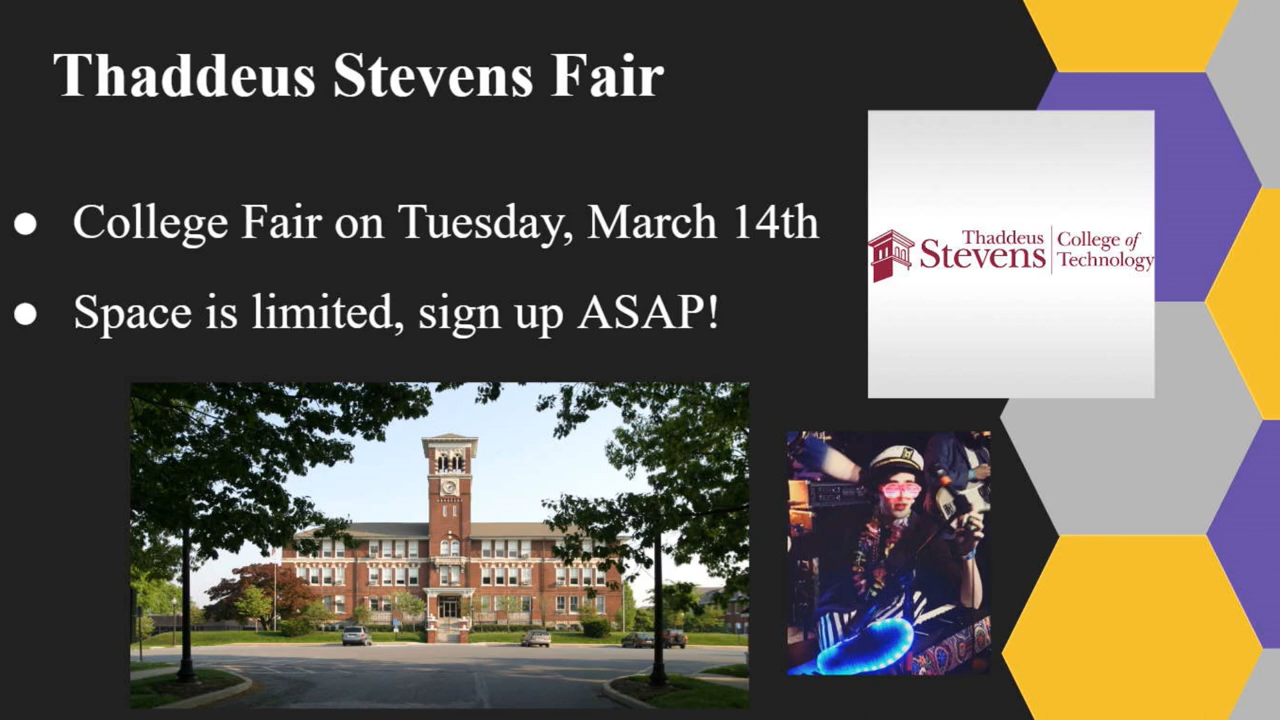 Thaddeus Stevens Fair
● College Fair on Tuesday, March 14th
● Space is limited, sign up ASAP!
Thaddeus
Stevens
College of
Technology